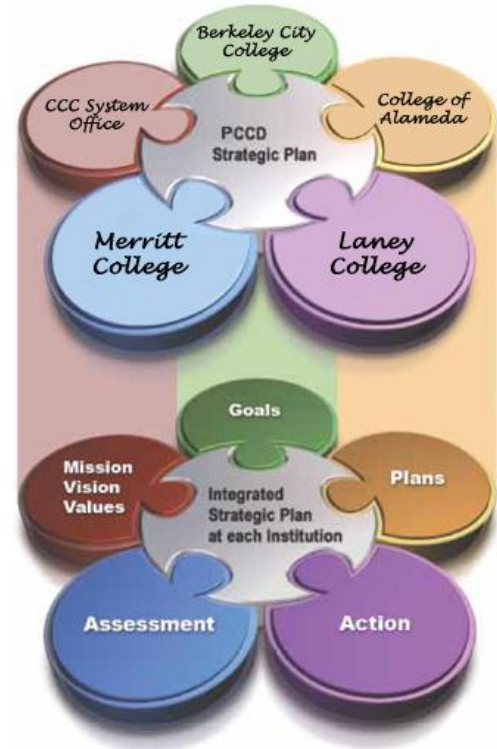 Berkeley City
College
CCC System
Office
College of
Alameda
PCCD
Strategic Plan
Merritt
College
Laney
College
Goals
Mission
Vision
Values
Plans
Integrated
Strategic Plan
at each Institution
Assessment
Action